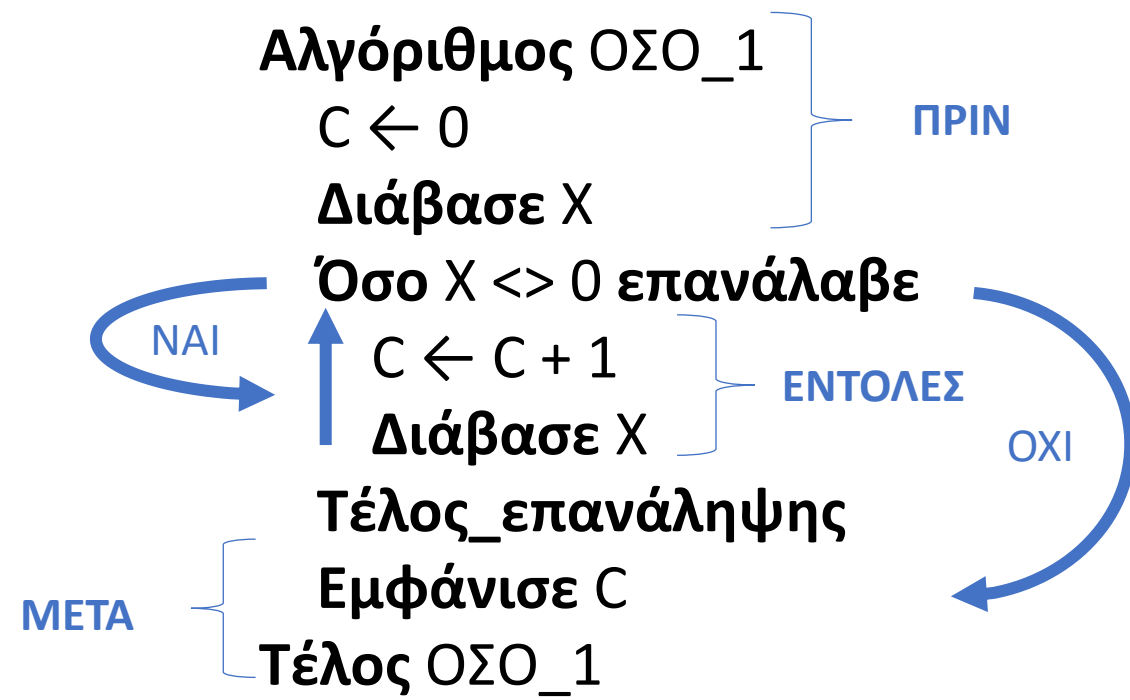 Αλγόριθμος ΟΣΟ_1
C ← 0
ΠΡΙΝ
Διάβασε X
Όσο X <> 0 επανάλαβε
ΝΑΙ
C ← C + 1
ΕΝΤΟΛΕΣ
Διάβασε X
ΟΧΙ
Τέλος_επανάληψης
Εμφάνισε C
ΜΕΤΑ
Τέλος ΟΣΟ_1